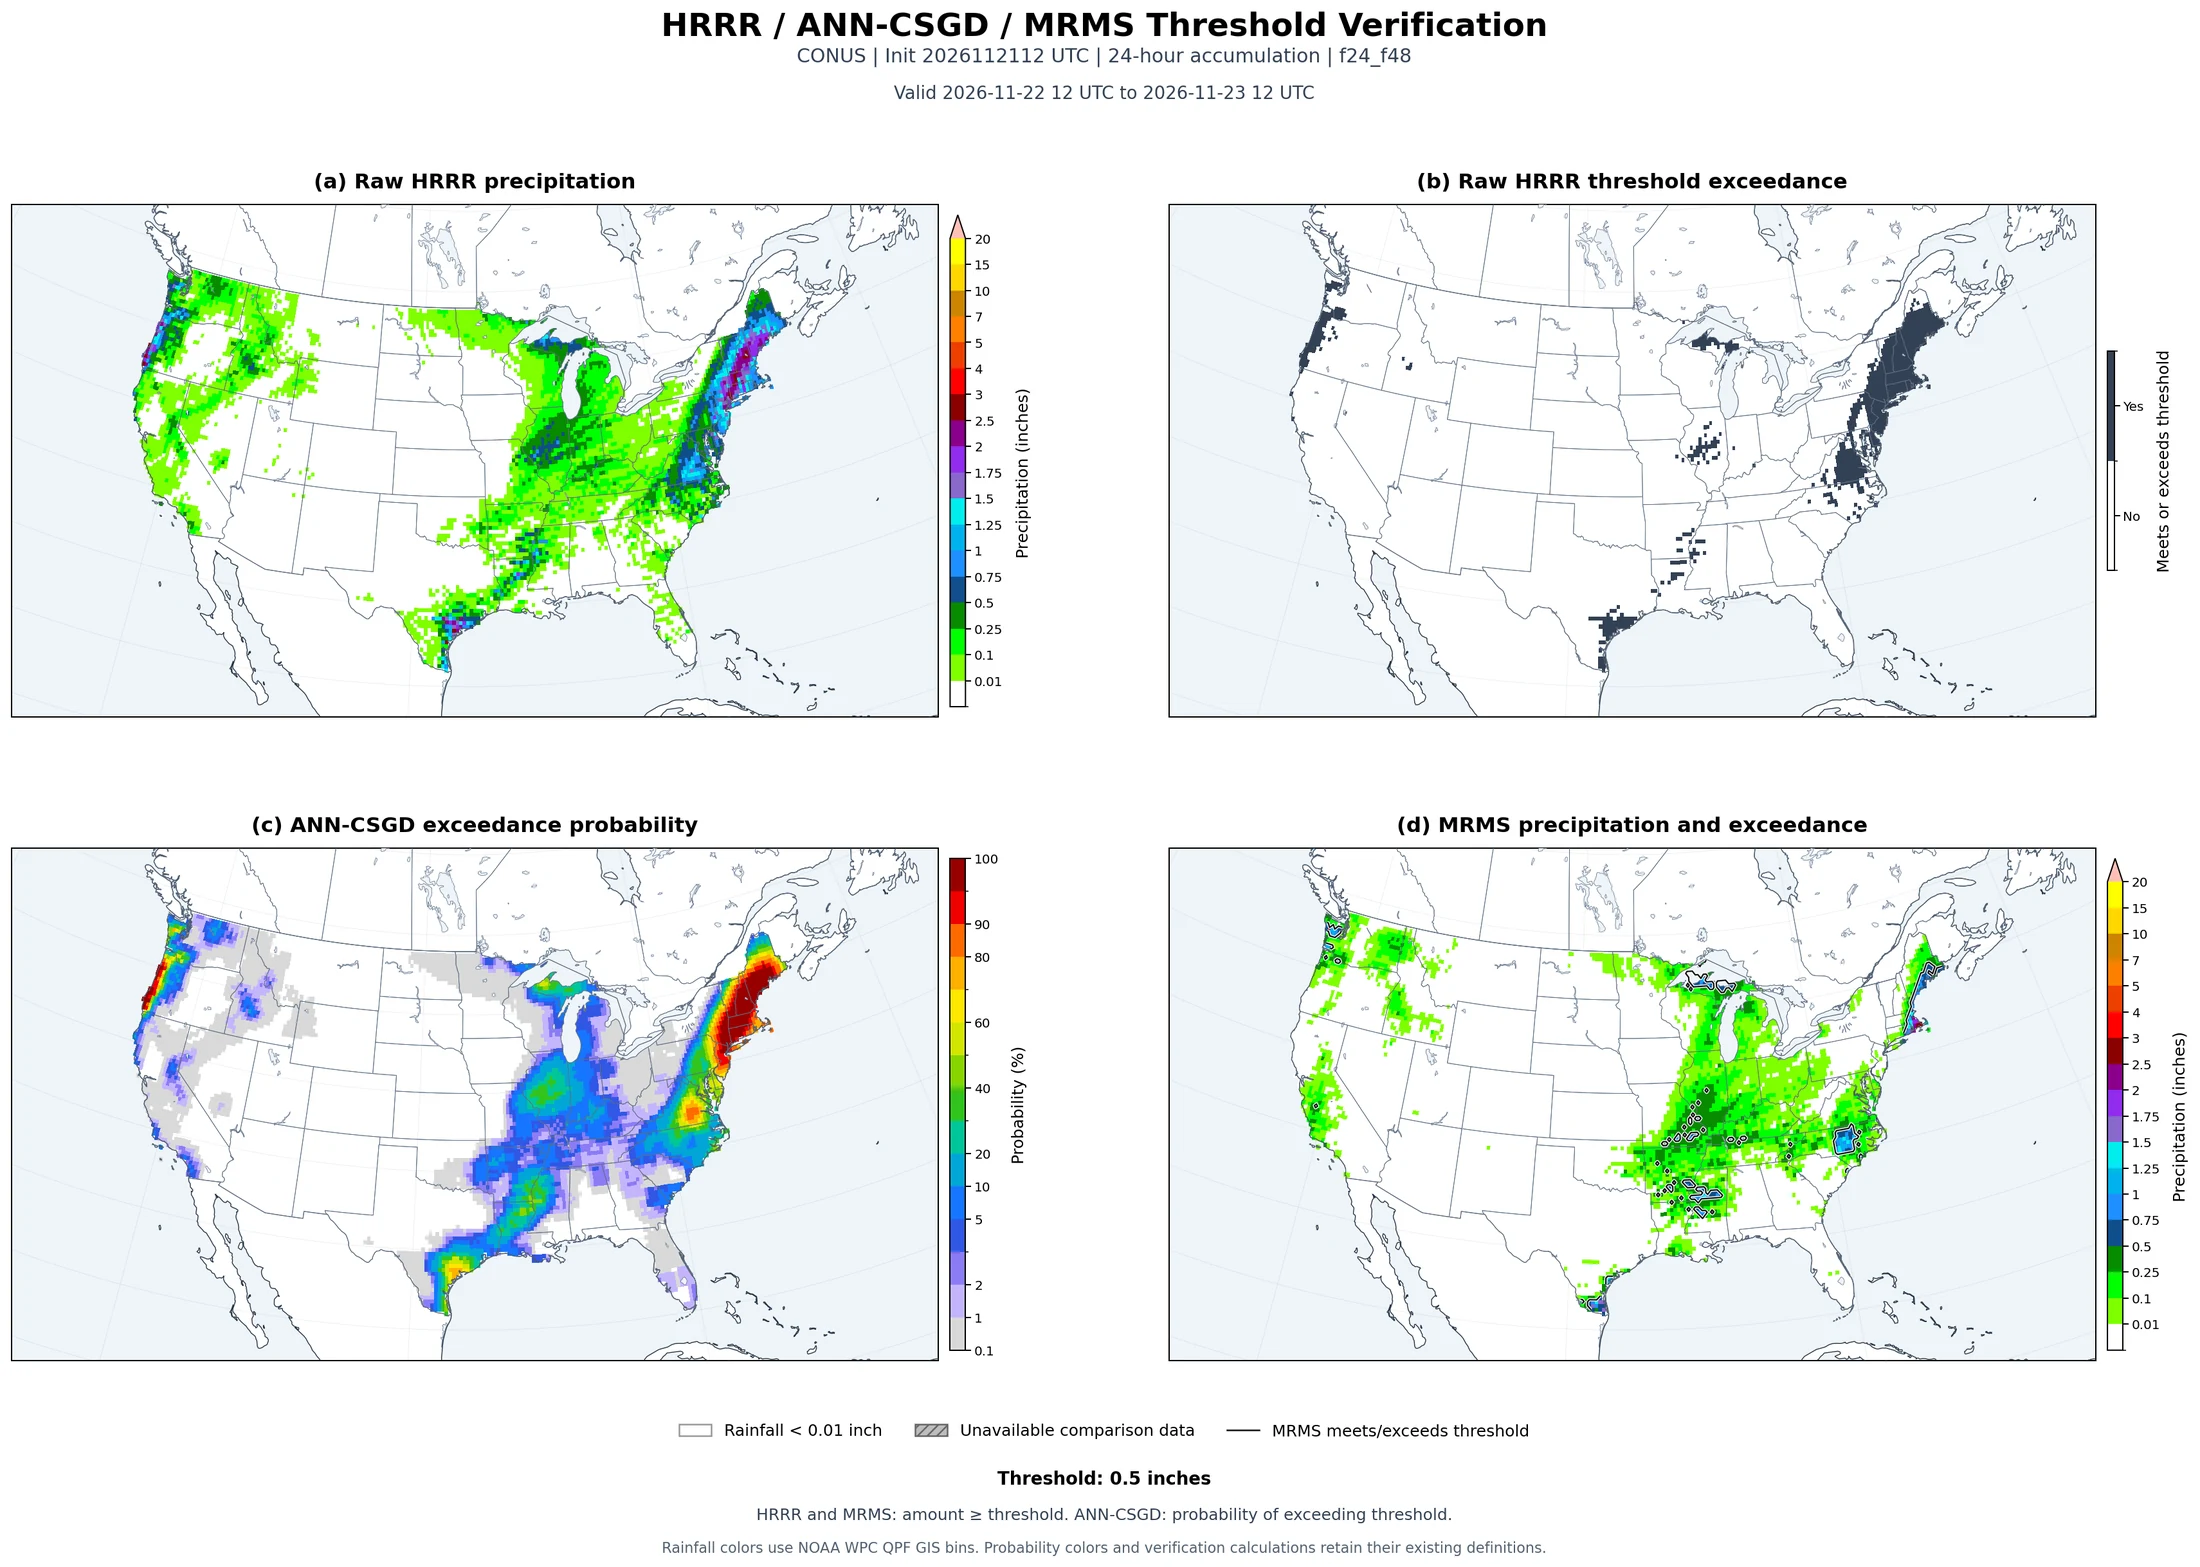 HRRR / ANN-CSGD / MRMS Threshold Verification
CONUS | Init 2026112112 UTC | 24-hour accumulation | f24_f48
Valid 2026-11-22 12 UTC to 2026-11-23 12 UTC
(a) Raw HRRR precipitation
20
15
10
7
5
4
3
2.5
2
1.75
1.5
1.25
1
0.75
0.5
0.25
0.1
0.01
Precipitation (inches)
(b) Raw HRRR threshold exceedance
Yes
No
Meets or exceeds threshold
(c) ANN-CSGD exceedance probability
100
90
80
60
40
20
10
5
2
1
0.1
Probability (%)
(d) MRMS precipitation and exceedance
20
15
10
7
5
4
3
2.5
2
1.75
1.5
1.25
1
0.75
0.5
0.25
0.1
0.01
Precipitation (inches)
Rainfall < 0.01 inch
Unavailable comparison data
MRMS meets/exceeds threshold
Threshold: 0.5 inches
HRRR and MRMS: amount ≥ threshold. ANN-CSGD: probability of exceeding threshold.
Rainfall colors use NOAA WPC QPF GIS bins. Probability colors and verification calculations retain their existing definitions.